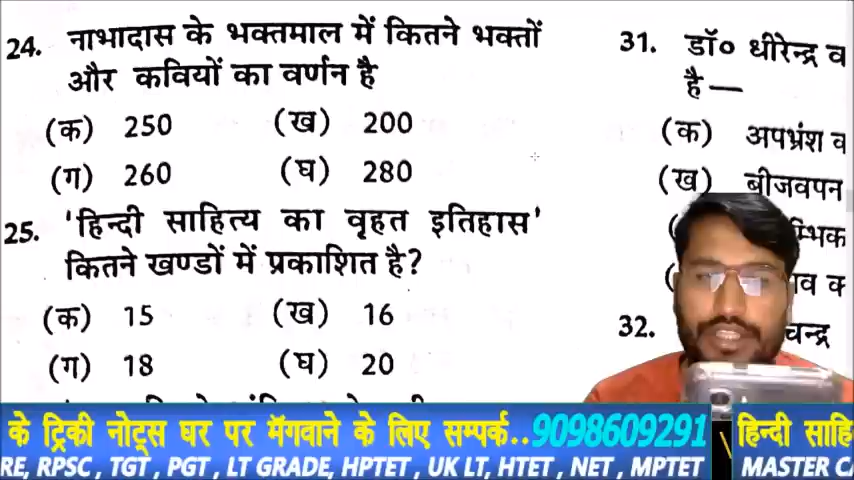 24. नाभादास के भक्तमाल में कितने भक्तों
और कवियों का वर्णन है
(क) 250 (ख) 200
(ग) 260 (घ) 280
25. 'हिन्दी साहित्य का वृहत इतिहास'
कितने खण्डों में प्रकाशित है?
(क) 15 (ख) 16
(ग) 18 (घ) 20
31. डॉ० धीरेन्द्र व
है—
(क) अपभ्रंश व
(ख) बीजवपन
म्भिक
ाव क
32. चन्द्र
के ट्रिकी नोट्स घर पर मॅगवाने के लिए सम्पर्क..9098609291 हिन्दी साहि
RE, RPSC, TGT, PGT, LT GRADE, HPTET, UK LT, HTET, NET, MPTET MASTER CA